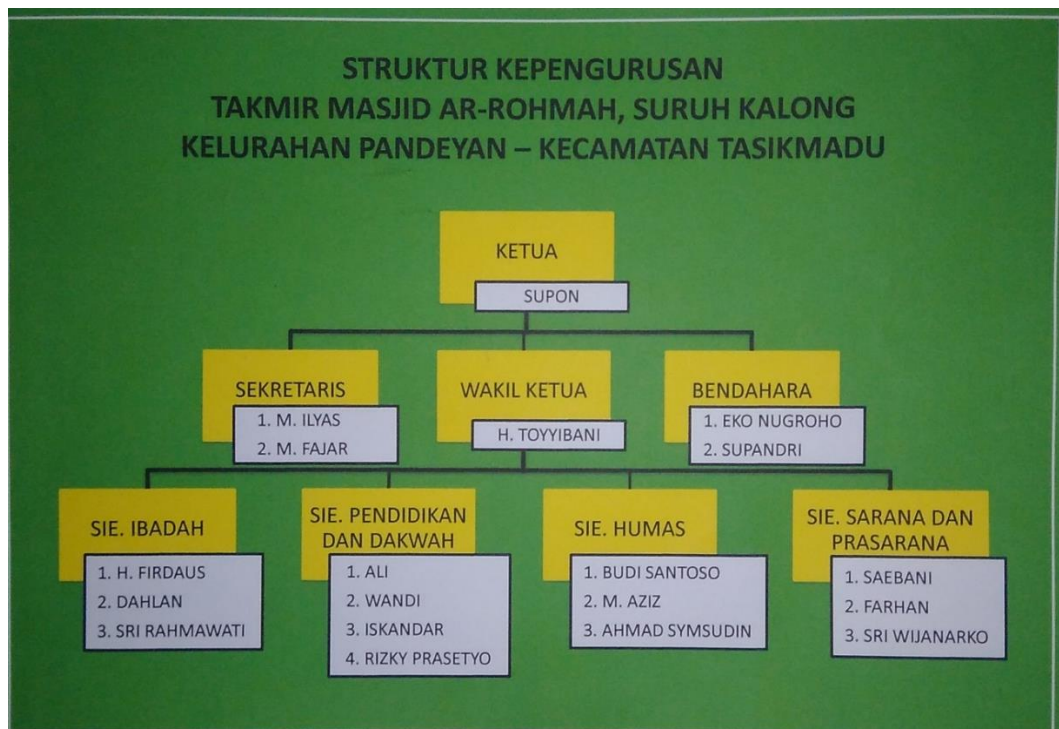 STRUKTUR KEPENGURUSAN
TAKMIR MASJID AR-ROHMAH, SURUH KALONG
KELURAHAN PANDEYAN – KECAMATAN TASIKMADU
KETUA
SUPON
SEKRETARIS
1. M. ILYAS
2. M. FAJAR
WAKIL KETUA
H. TOYYIBANI
BENDAHARA
1. EKO NUGROHO
2. SUPANDRI
SIE. IBADAH
1. H. FIRDAUS
2. DAHLAN
3. SRI RAHMAWATI
SIE. PENDIDIKAN
DAN DAKWAH
1. ALI
2. WANDI
3. ISKANDAR
4. RIZKY PRASETYO
SIE. HUMAS
1. BUDI SANTOSO
2. M. AZIZ
3. AHMAD SYMSUDIN
SIE. SARANA DAN
PRASARANA
1. SAEBANI
2. FARHAN
3. SRI WIJANARKO